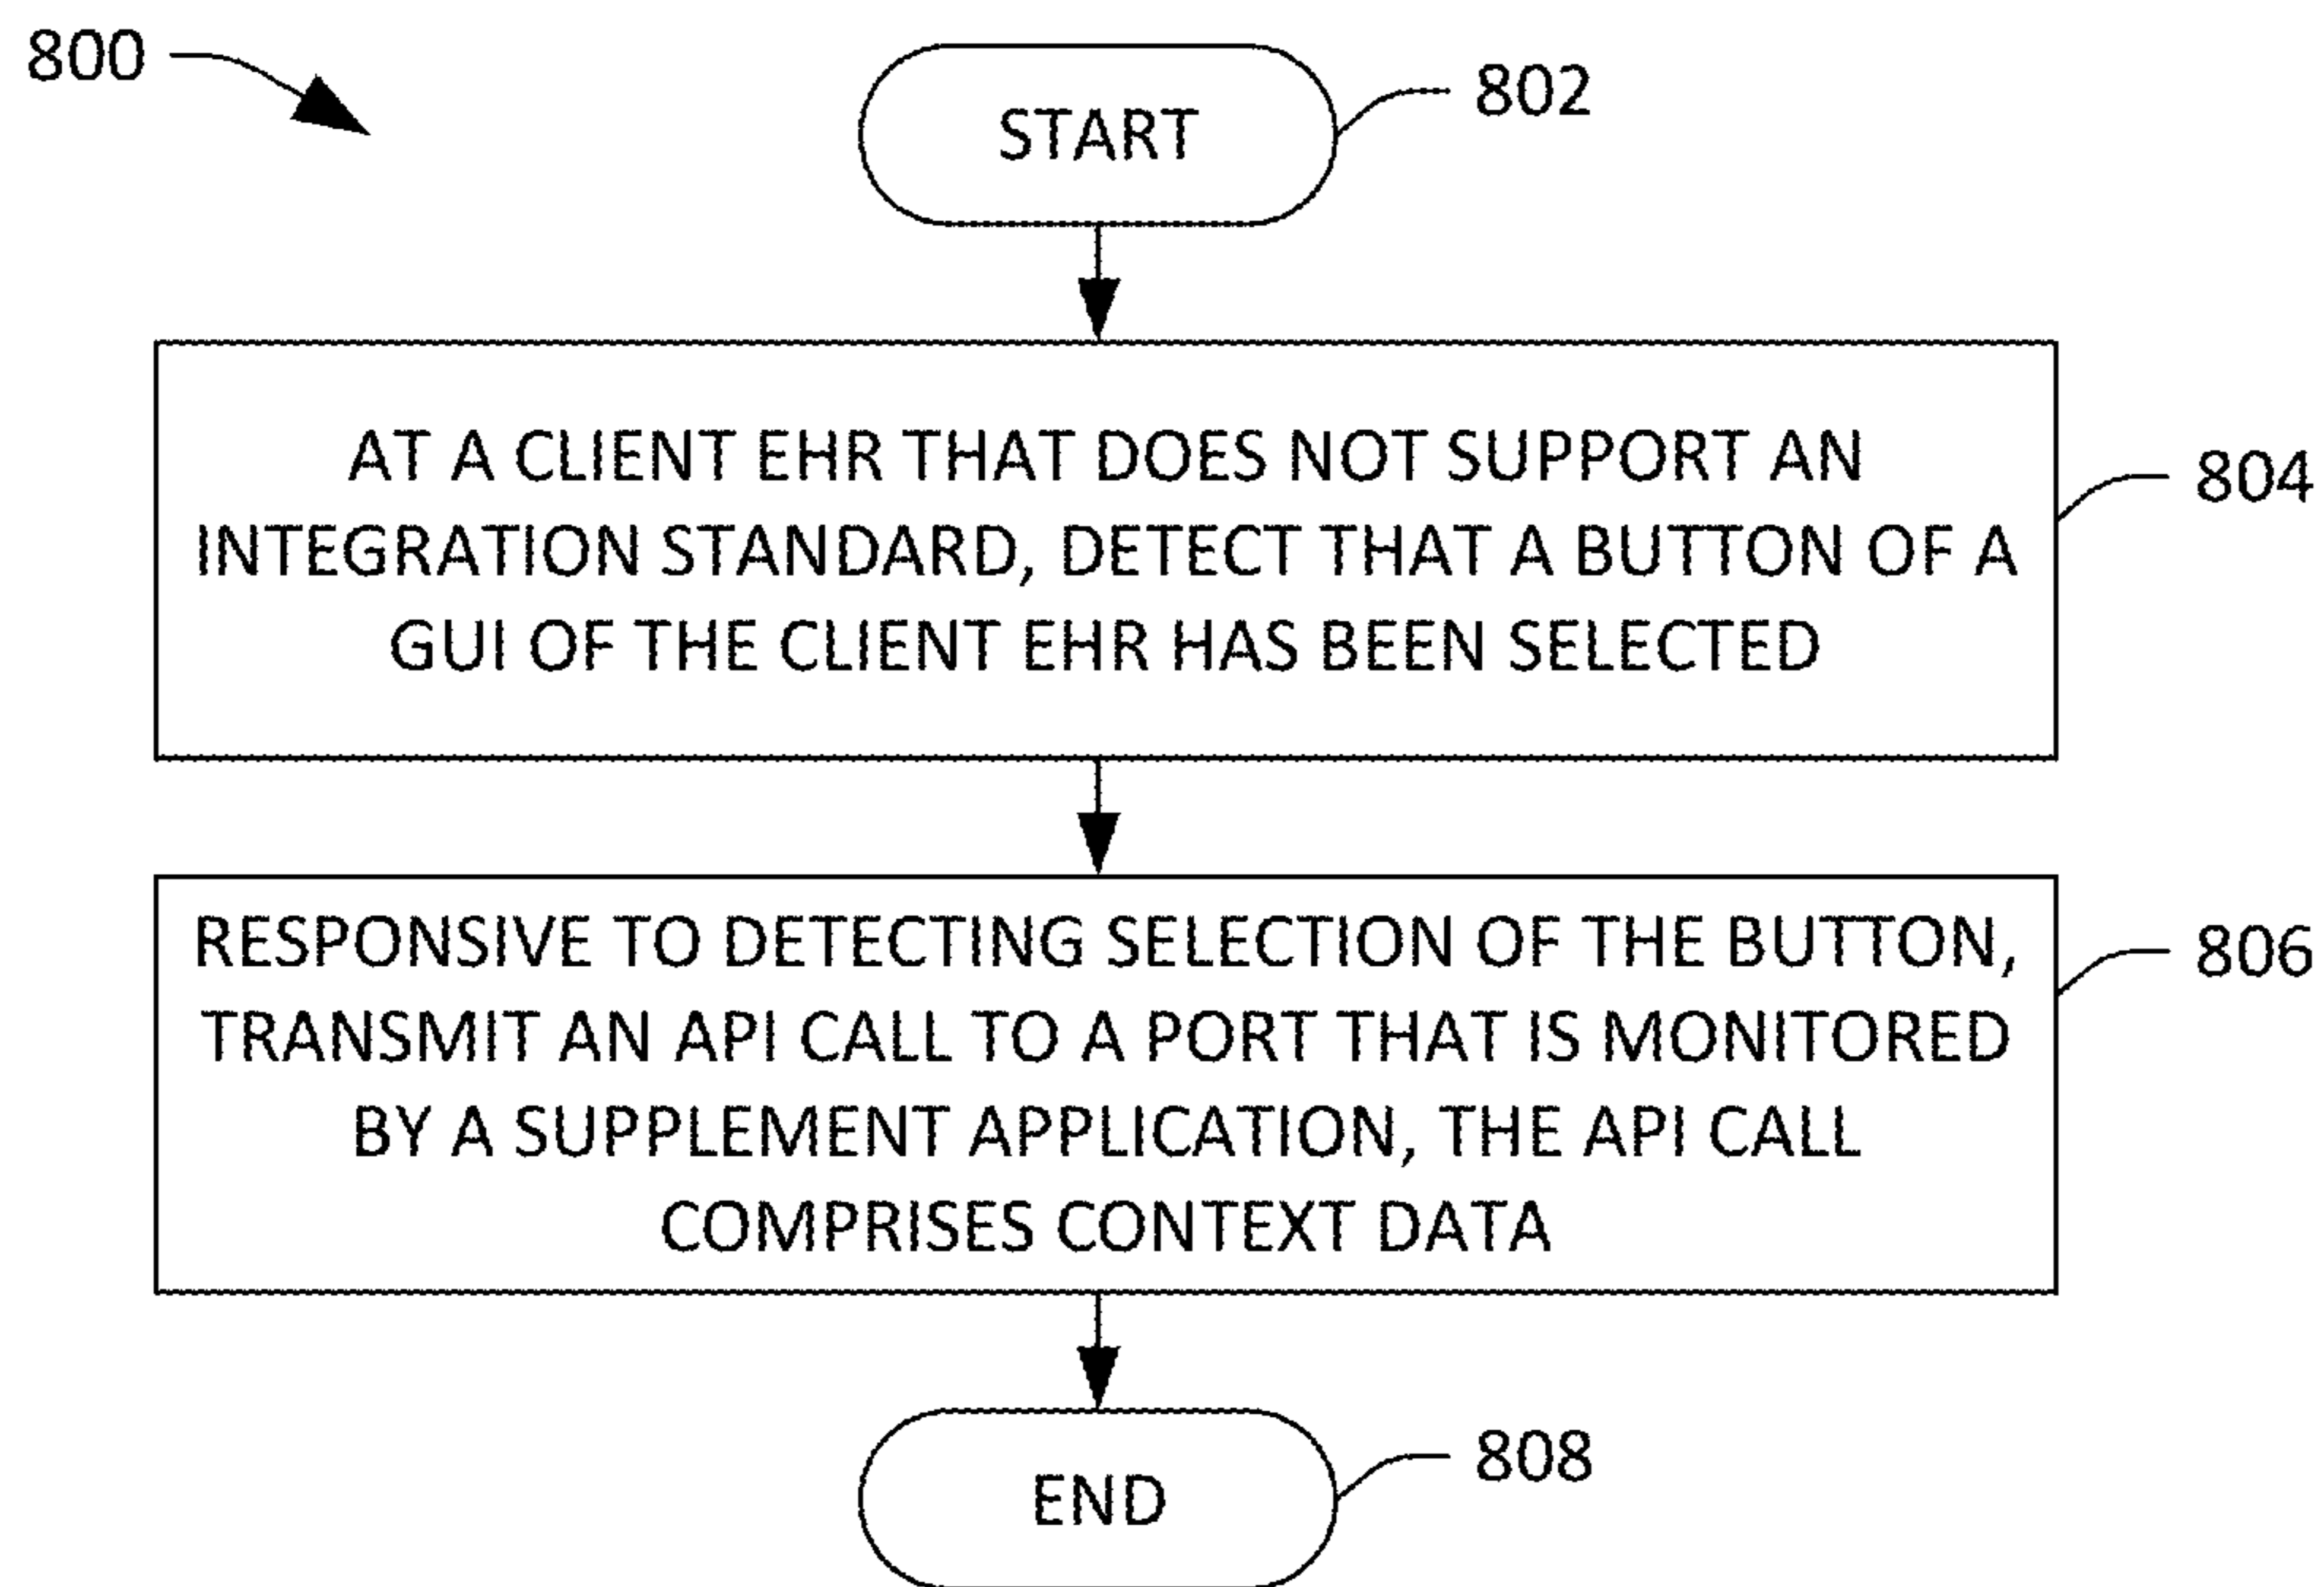 800
START
802
AT A CLIENT EHR THAT DOES NOT SUPPORT AN
INTEGRATION STANDARD, DETECT THAT A BUTTON OF A
GUI OF THE CLIENT EHR HAS BEEN SELECTED
804
RESPONSIVE TO DETECTING SELECTION OF THE BUTTON,
TRANSMIT AN API CALL TO A PORT THAT IS MONITORED
BY A SUPPLEMENT APPLICATION, THE API CALL
COMPRISES CONTEXT DATA
806
END
808